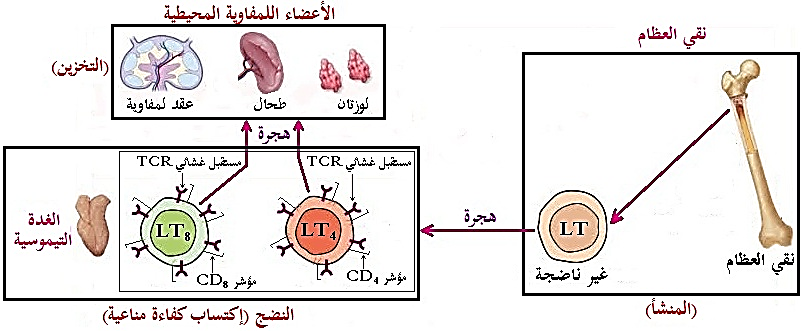 الأعضاء اللمفاوية المحيطية
(التخزين)
عقد لمفاوية
طحال
لوزتان
نقي العظام
هجرة
مستقبل غشائي TCR
مستقبل غشائي TCR
الغدة
التيموسية
LT8
LT4
مؤشر CD8
مؤشر CD4
هجرة
LT
غير ناضجة
نقي العظام
النضج (إكتساب كفاءة مناعية)
(المنشأ)